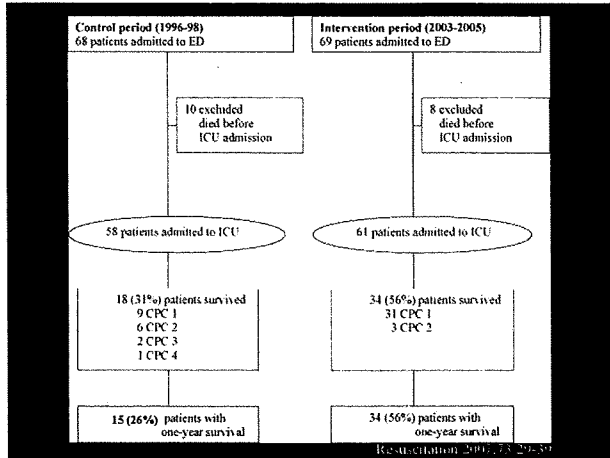 Control period (1996-98)
68 patients admitted to ED
Intervention period (2003-2005)
69 patients admitted to ED
10 excluded
died before
ICU admission
8 excluded
died before
ICU admission
58 patients admitted to ICU
61 patients admitted to ICU
18 (31%) patients survived
9 CPC 1
6 CPC 2
2 CPC 3
1 CPC 4
34 (56%) patients survived
31 CPC 1
3 CPC 2
15 (26%) patients with
one-year survival
34 (56%) patients with
one-year survival
Resuscitation 2007;73:29-39